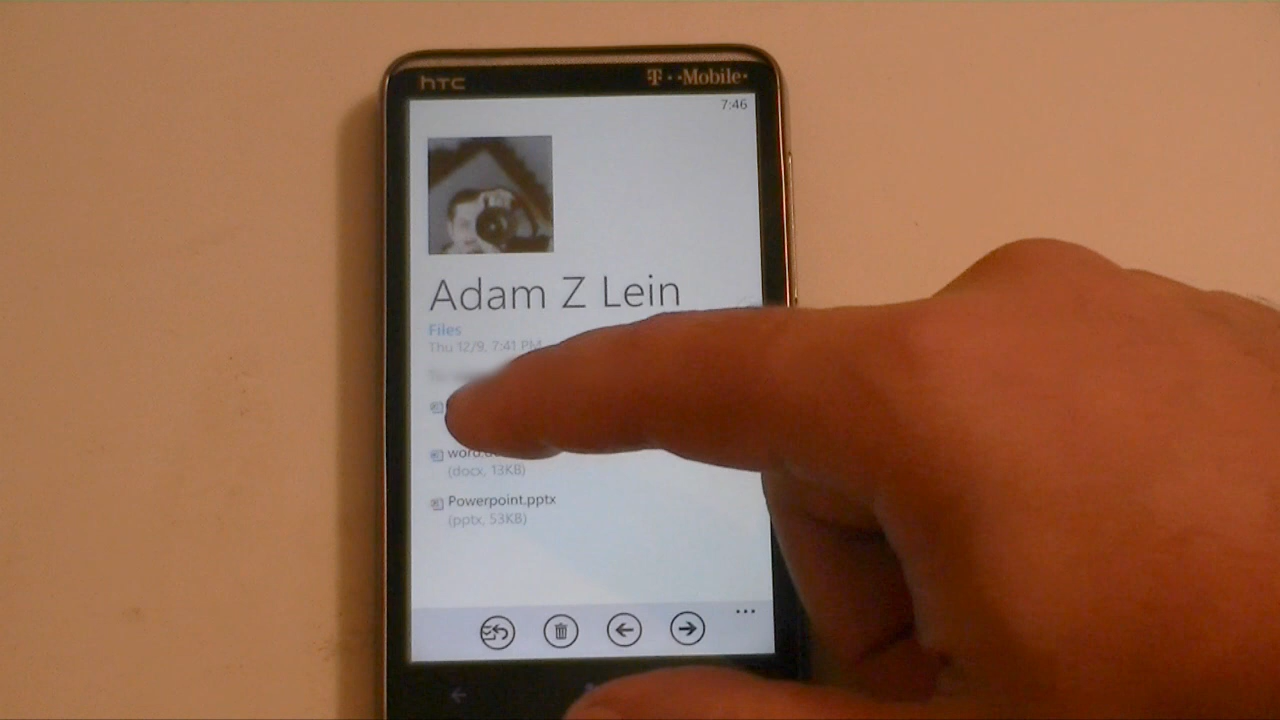 hTC
T··Mobile·
7:46
Adam Z Lein
Files
Thu 12/9, 7:41 PM
(docx, 13KB)
Powerpoint.pptx
(pptx, 53KB)